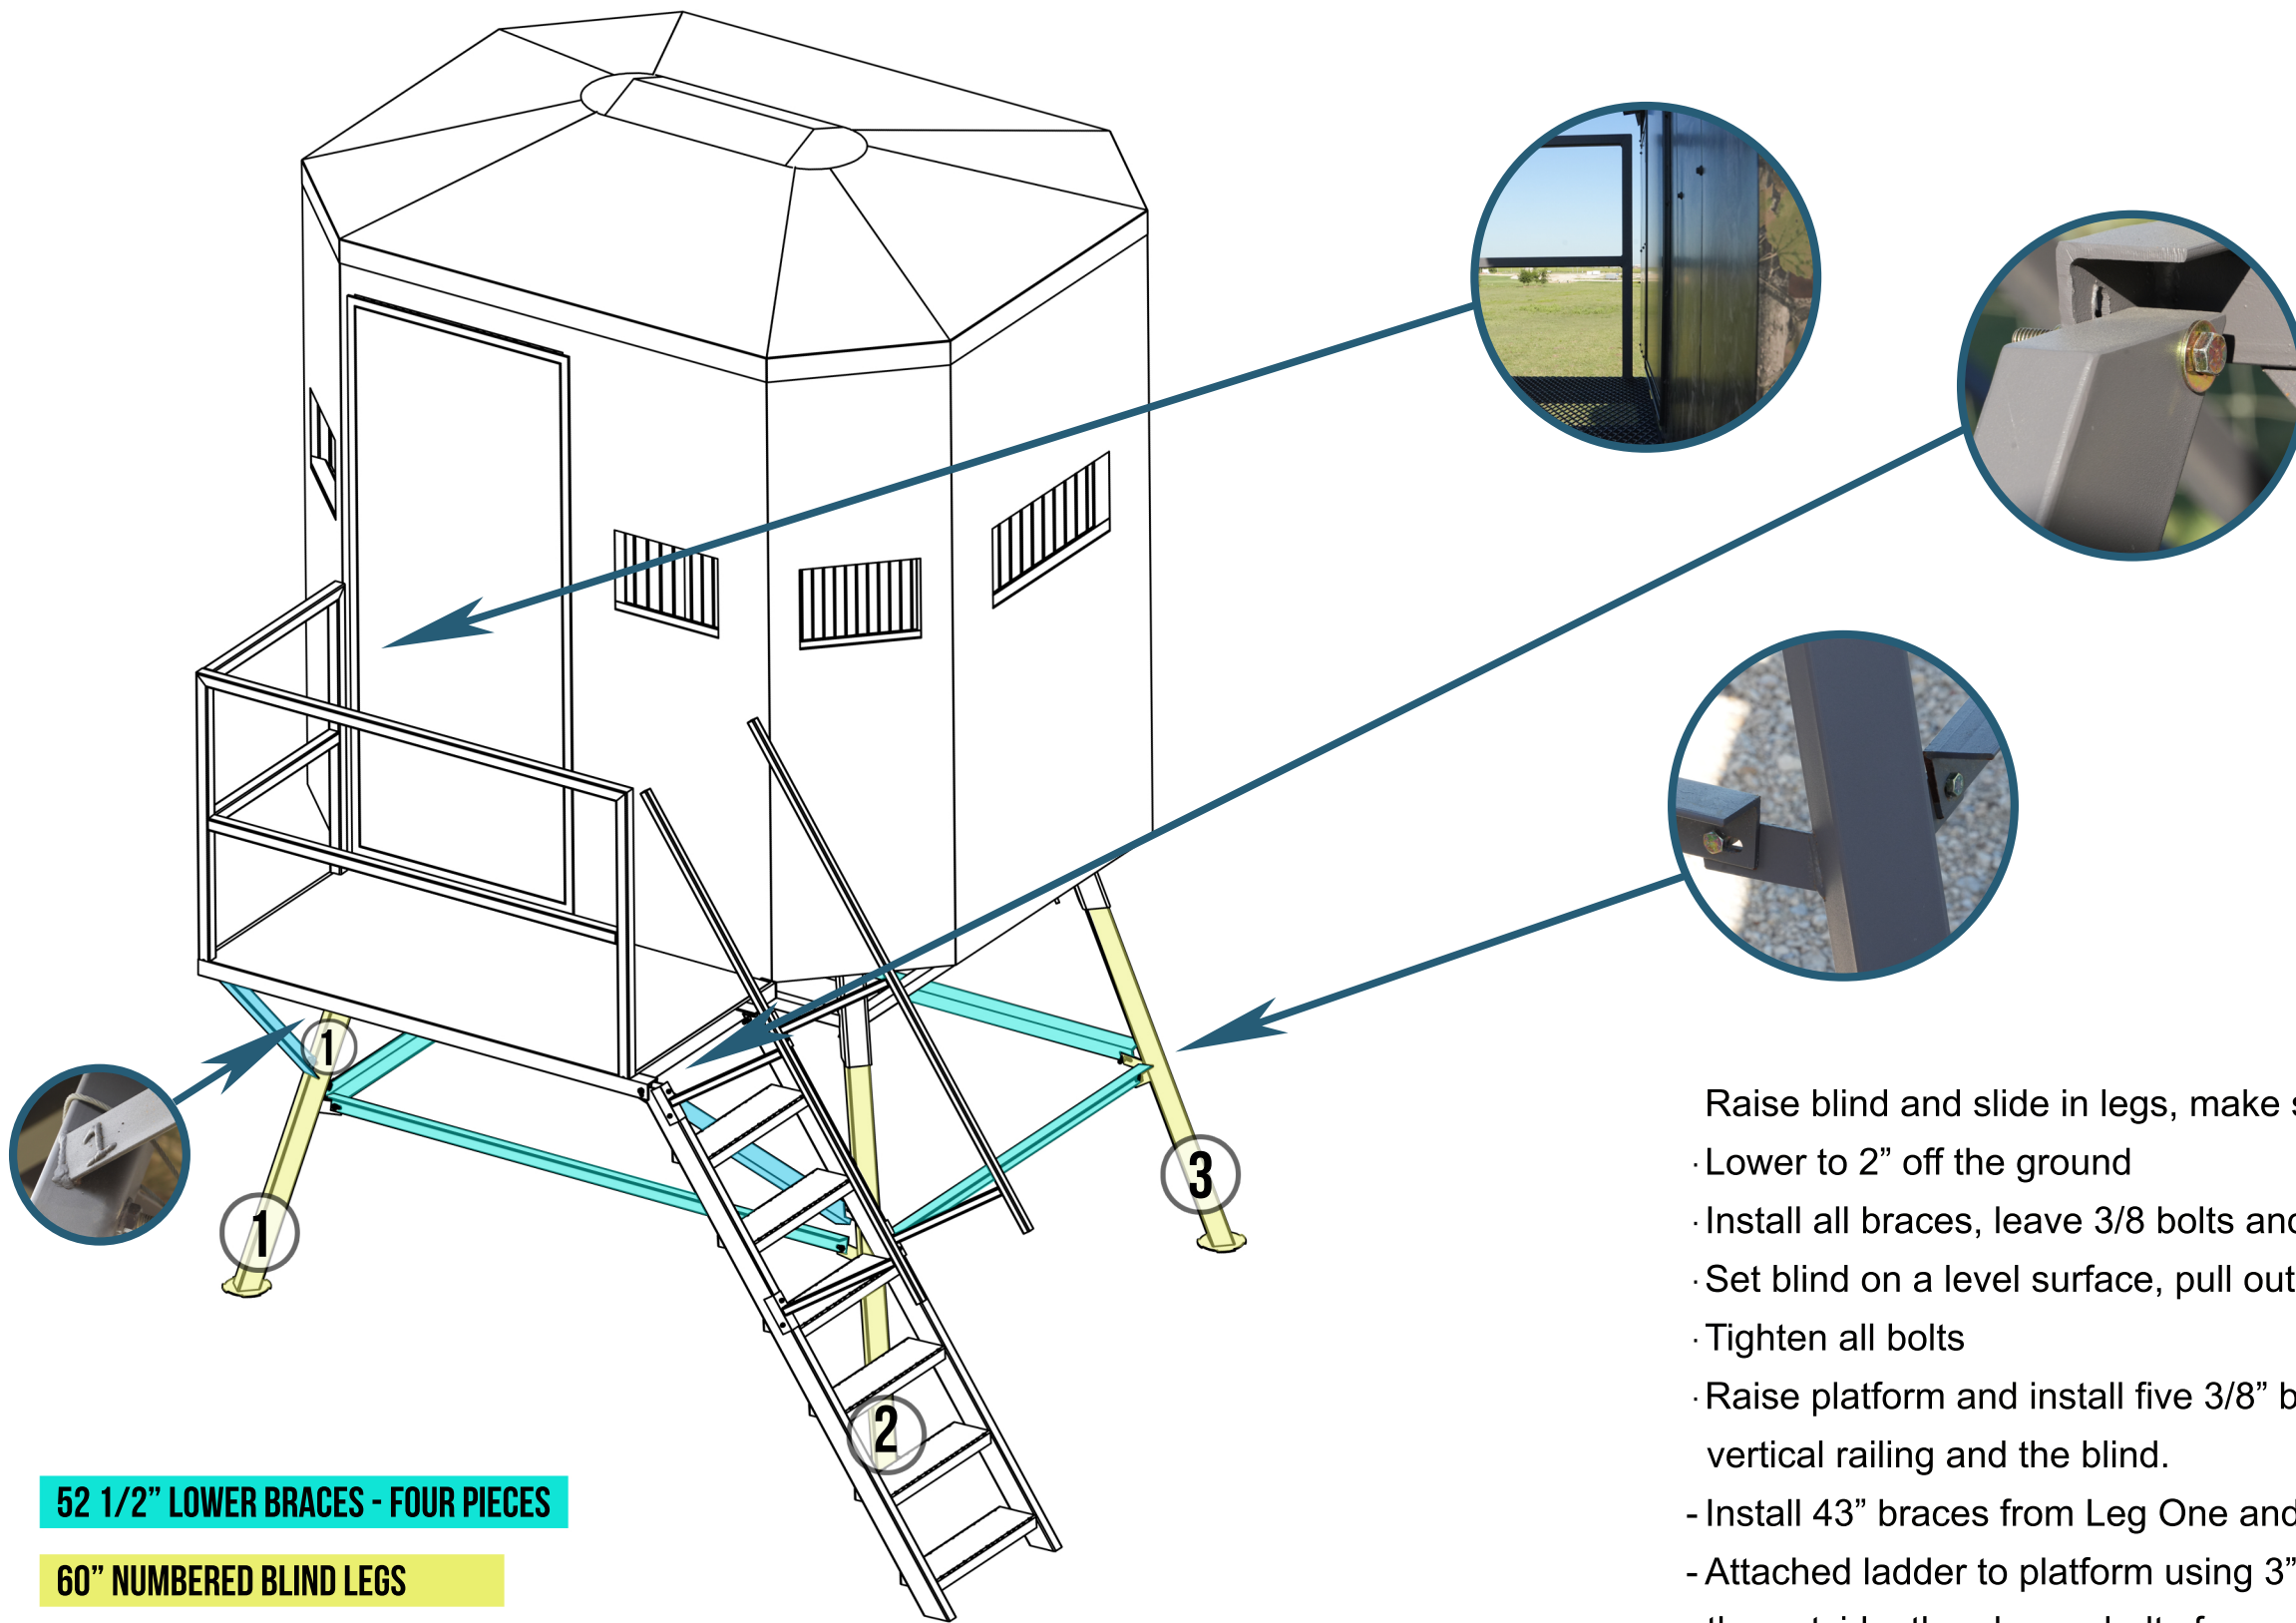 1
1
1
3
2
52 1/2” LOWER BRACES - FOUR PIECES
60” NUMBERED BLIND LEGS
Raise blind and slide in legs, make
· Lower to 2” off the ground
· Install all braces, leave 3/8 bolts
· Set blind on a level surface, pull out
· Tighten all bolts
· Raise platform and install five 3/8”
vertical railing and the blind.
- Install 43” braces from Leg One
- Attached ladder to platform using 3”